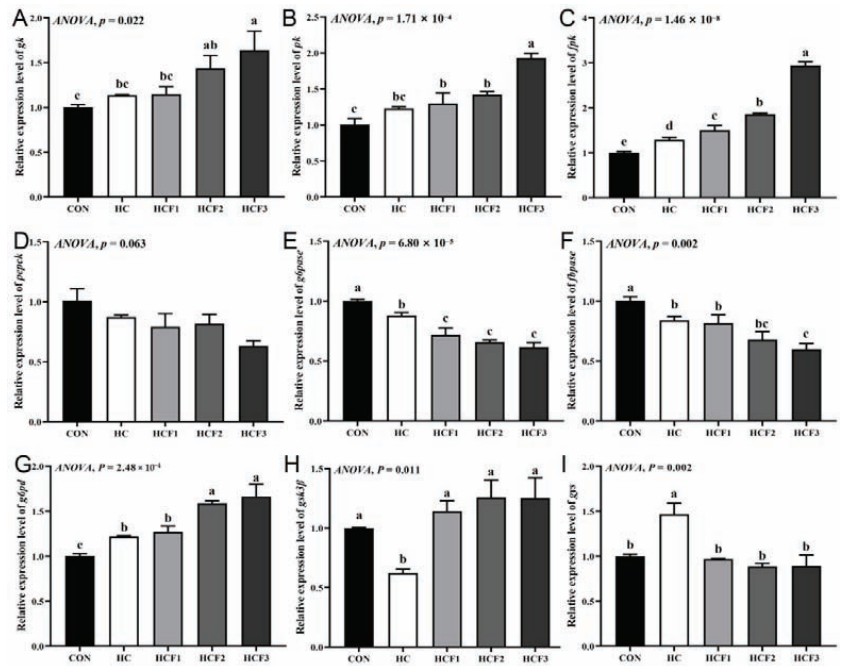 A
ANOVA, p = 0.022
Relative expression level of gk
2.0
1.5
1.0
0.5
0.0
c
bc
bc
ab
a
CON
HC
HCF1
HCF2
HCF3
B
ANOVA, p = 1.71 × 10⁻⁴
Relative expression level of pk
2.5
2.0
1.5
1.0
0.5
0.0
c
bc
b
b
a
CON
HC
HCF1
HCF2
HCF3
C
ANOVA, p = 1.46 × 10⁻⁸
Relative expression level of fpk
4
3
2
1
0
e
d
c
b
a
CON
HC
HCF1
HCF2
HCF3
D
ANOVA, p = 0.063
Relative expression level of pepck
1.5
1.0
0.5
0.0
CON
HC
HCF1
HCF2
HCF3
E
ANOVA, p = 6.80 × 10⁻⁵
Relative expression level of g6pase
1.5
1.0
0.5
0.0
a
b
c
c
c
CON
HC
HCF1
HCF2
HCF3
F
ANOVA, p = 0.002
Relative expression level of fbpase
1.5
1.0
0.5
0.0
a
b
b
bc
c
CON
HC
HCF1
HCF2
HCF3
G
ANOVA, P = 2.48 × 10⁻⁴
Relative expression level of g6pd
2.0
1.5
1.0
0.5
0.0
c
b
b
a
a
CON
HC
HCF1
HCF2
HCF3
H
ANOVA, P = 0.011
Relative expression level of gsk3β
1.5
1.0
0.5
0.0
a
b
a
a
a
CON
HC
HCF1
HCF2
HCF3
I
ANOVA, P = 0.002
Relative expression level of gys
2.0
1.5
1.0
0.5
0.0
b
a
b
b
b
CON
HC
HCF1
HCF2
HCF3